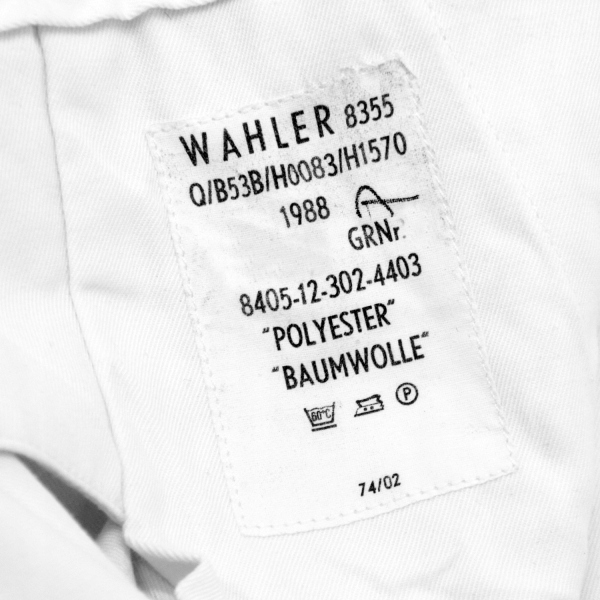 WAHLER 8355
Q/B53B/H0083/H1570
1988
GRNr.
8405-12-302-4403
"POLYESTER"
"BAUMWOLLE"
60°C P
74/02